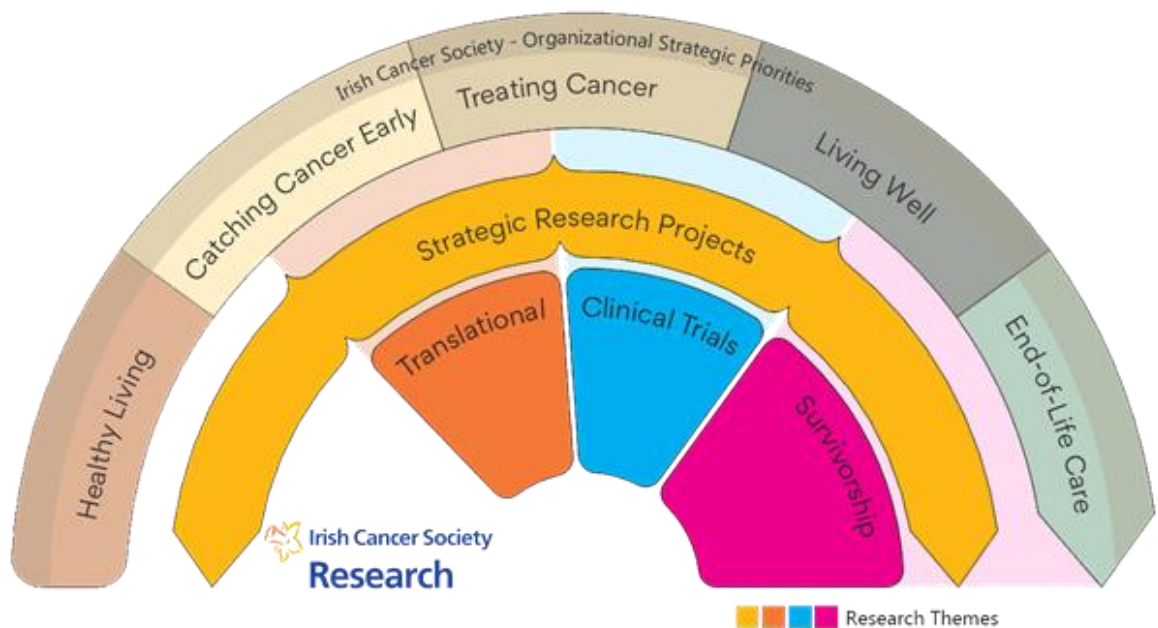 Irish Cancer Society - Organizational Strategic Priorities
Healthy Living
Catching Cancer Early
Treating Cancer
Living Well
End-of-Life Care
Strategic Research Projects
Translational
Clinical Trials
Survivorship
Irish Cancer Society
Research
Research Themes